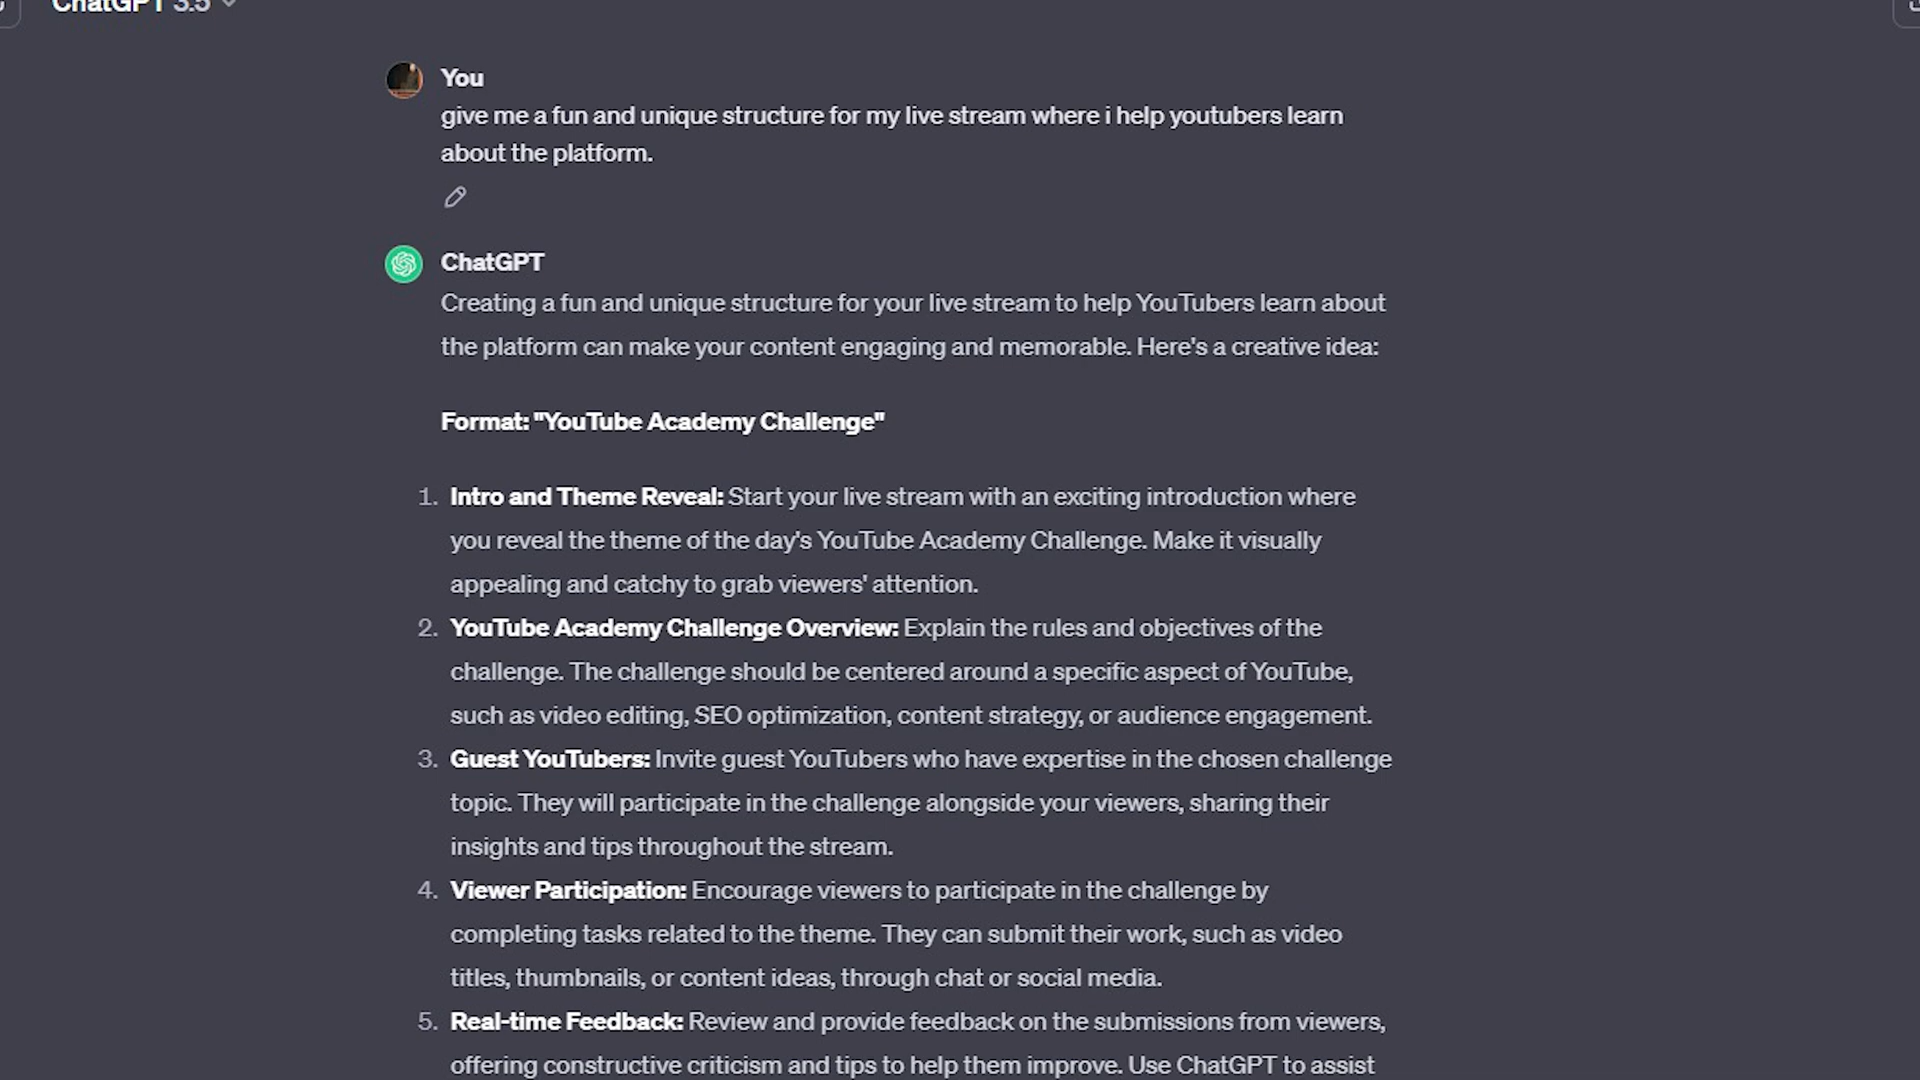 ChatGPT 3.5
You
give me a fun and unique structure for my live stream where i help youtubers learn
about the platform.
ChatGPT
Creating a fun and unique structure for your live stream to help YouTubers learn about
the platform can make your content engaging and memorable. Here's a creative idea:
Format: "YouTube Academy Challenge"
1. Intro and Theme Reveal: Start your live stream with an exciting introduction where
you reveal the theme of the day's YouTube Academy Challenge. Make it visually
appealing and catchy to grab viewers' attention.
2. YouTube Academy Challenge Overview: Explain the rules and objectives of the
challenge. The challenge should be centered around a specific aspect of YouTube,
such as video editing, SEO optimization, content strategy, or audience engagement.
3. Guest YouTubers: Invite guest YouTubers who have expertise in the chosen challenge
topic. They will participate in the challenge alongside your viewers, sharing their
insights and tips throughout the stream.
4. Viewer Participation: Encourage viewers to participate in the challenge by
completing tasks related to the theme. They can submit their work, such as video
titles, thumbnails, or content ideas, through chat or social media.
5. Real-time Feedback: Review and provide feedback on the submissions from viewers,
offering constructive criticism and tips to help them improve. Use ChatGPT to assist